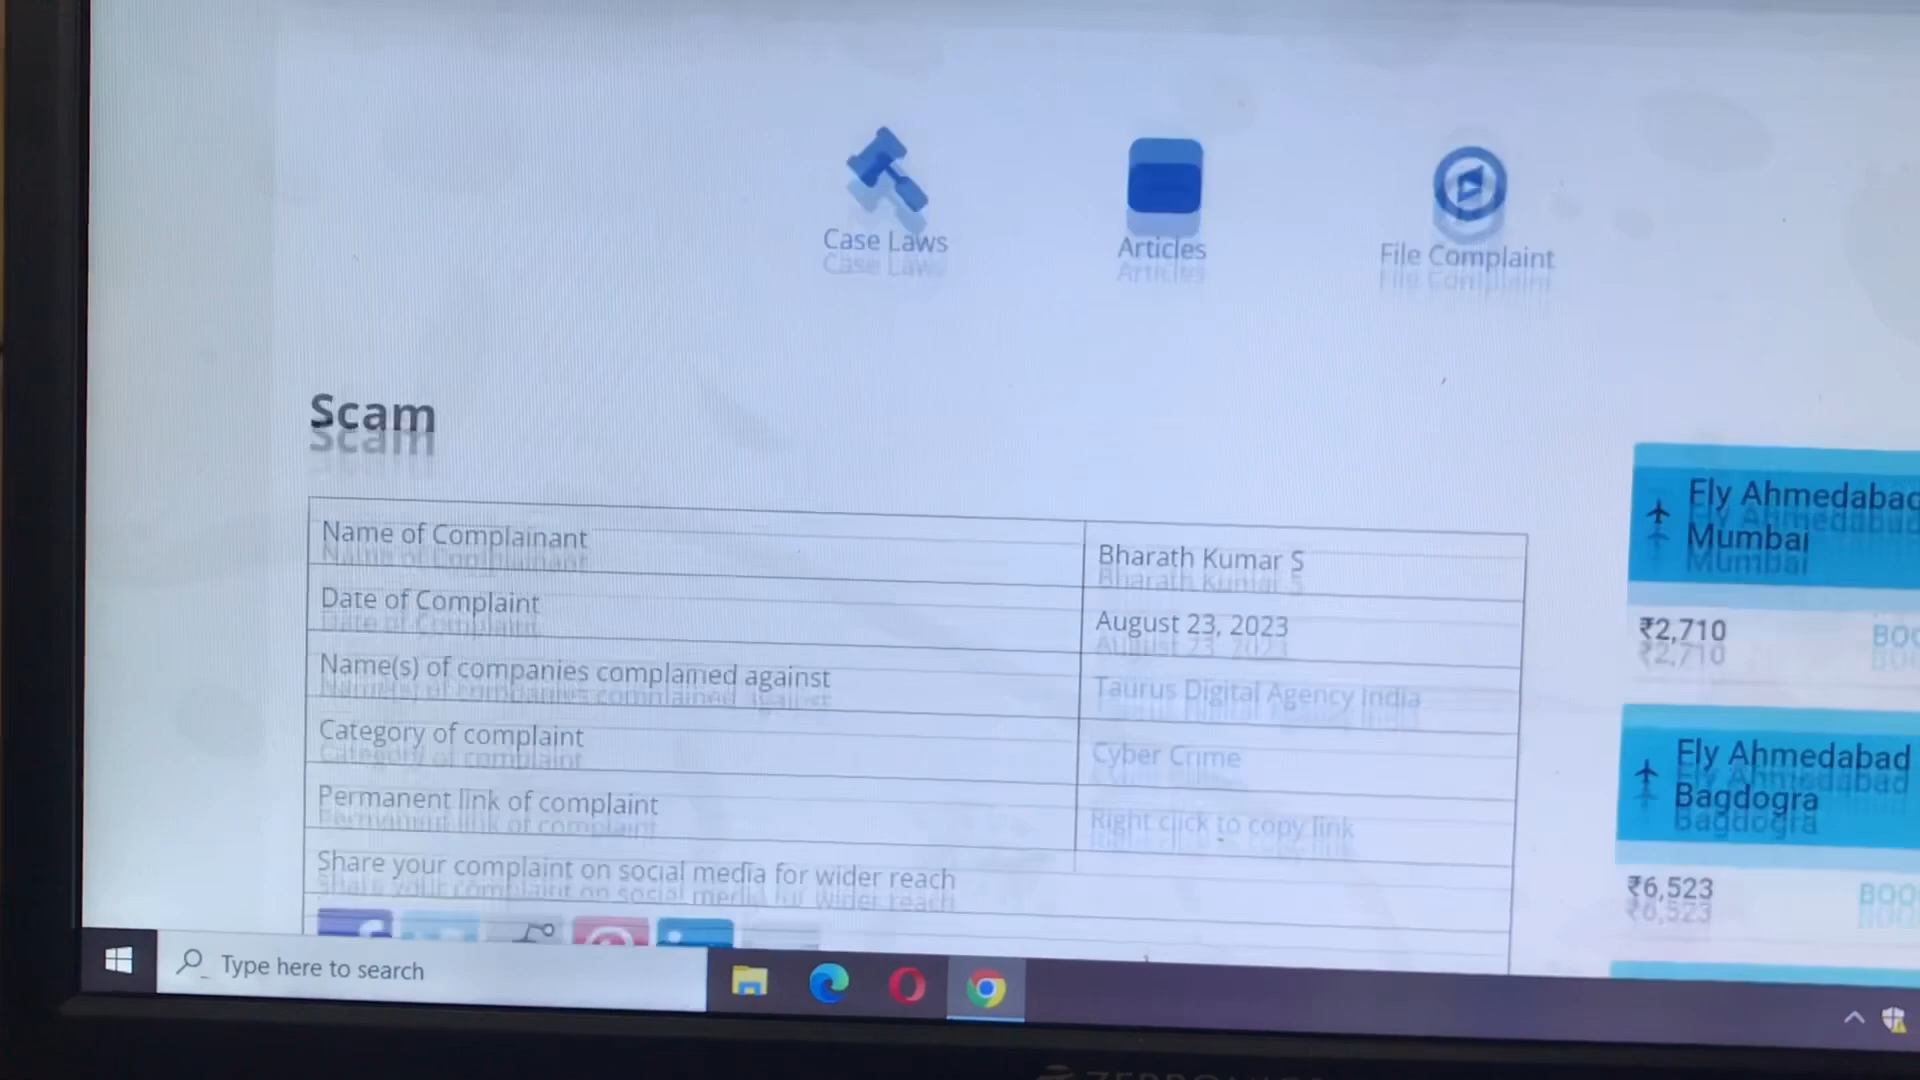 Case Laws
Articles
File Complaint
Scam
Name of Complainant
Bharath Kumar S
Date of Complaint
August 23, 2023
Name(s) of companies complained against
Taurus Digital Agency India
Category of complaint
Cyber Crime
Permanent link of complaint
Right click to copy link
Share your complaint on social media for wider reach
Fly Ahmedabad
Mumbai
₹2,710
BOO
Fly Ahmedabad
Bagdogra
₹6,523
BOO
Type here to search